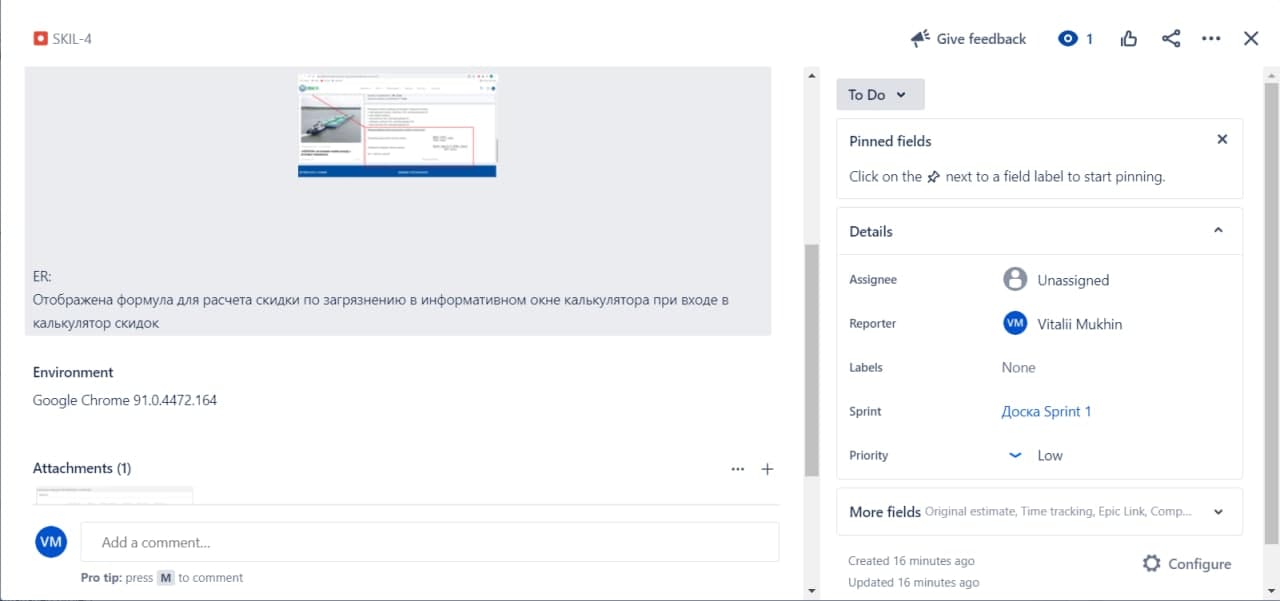 SKIL-4
Give feedback
1
ER:
Отображена формула для расчета скидки по загрязнению в информативном окне калькулятора при входе в
калькулятор скидок
Environment
Google Chrome 91.0.4472.164
Attachments (1)
VM
Add a comment...
Pro tip: press M to comment
To Do
Pinned fields
Click on the next to a field label to start pinning.
Details
Assignee Unassigned
Reporter VM Vitalii Mukhin
Labels None
Sprint Доска Sprint 1
Priority Low
More fields Original estimate, Time tracking, Epic Link, Comp...
Created 16 minutes ago
Configure
Updated 16 minutes ago